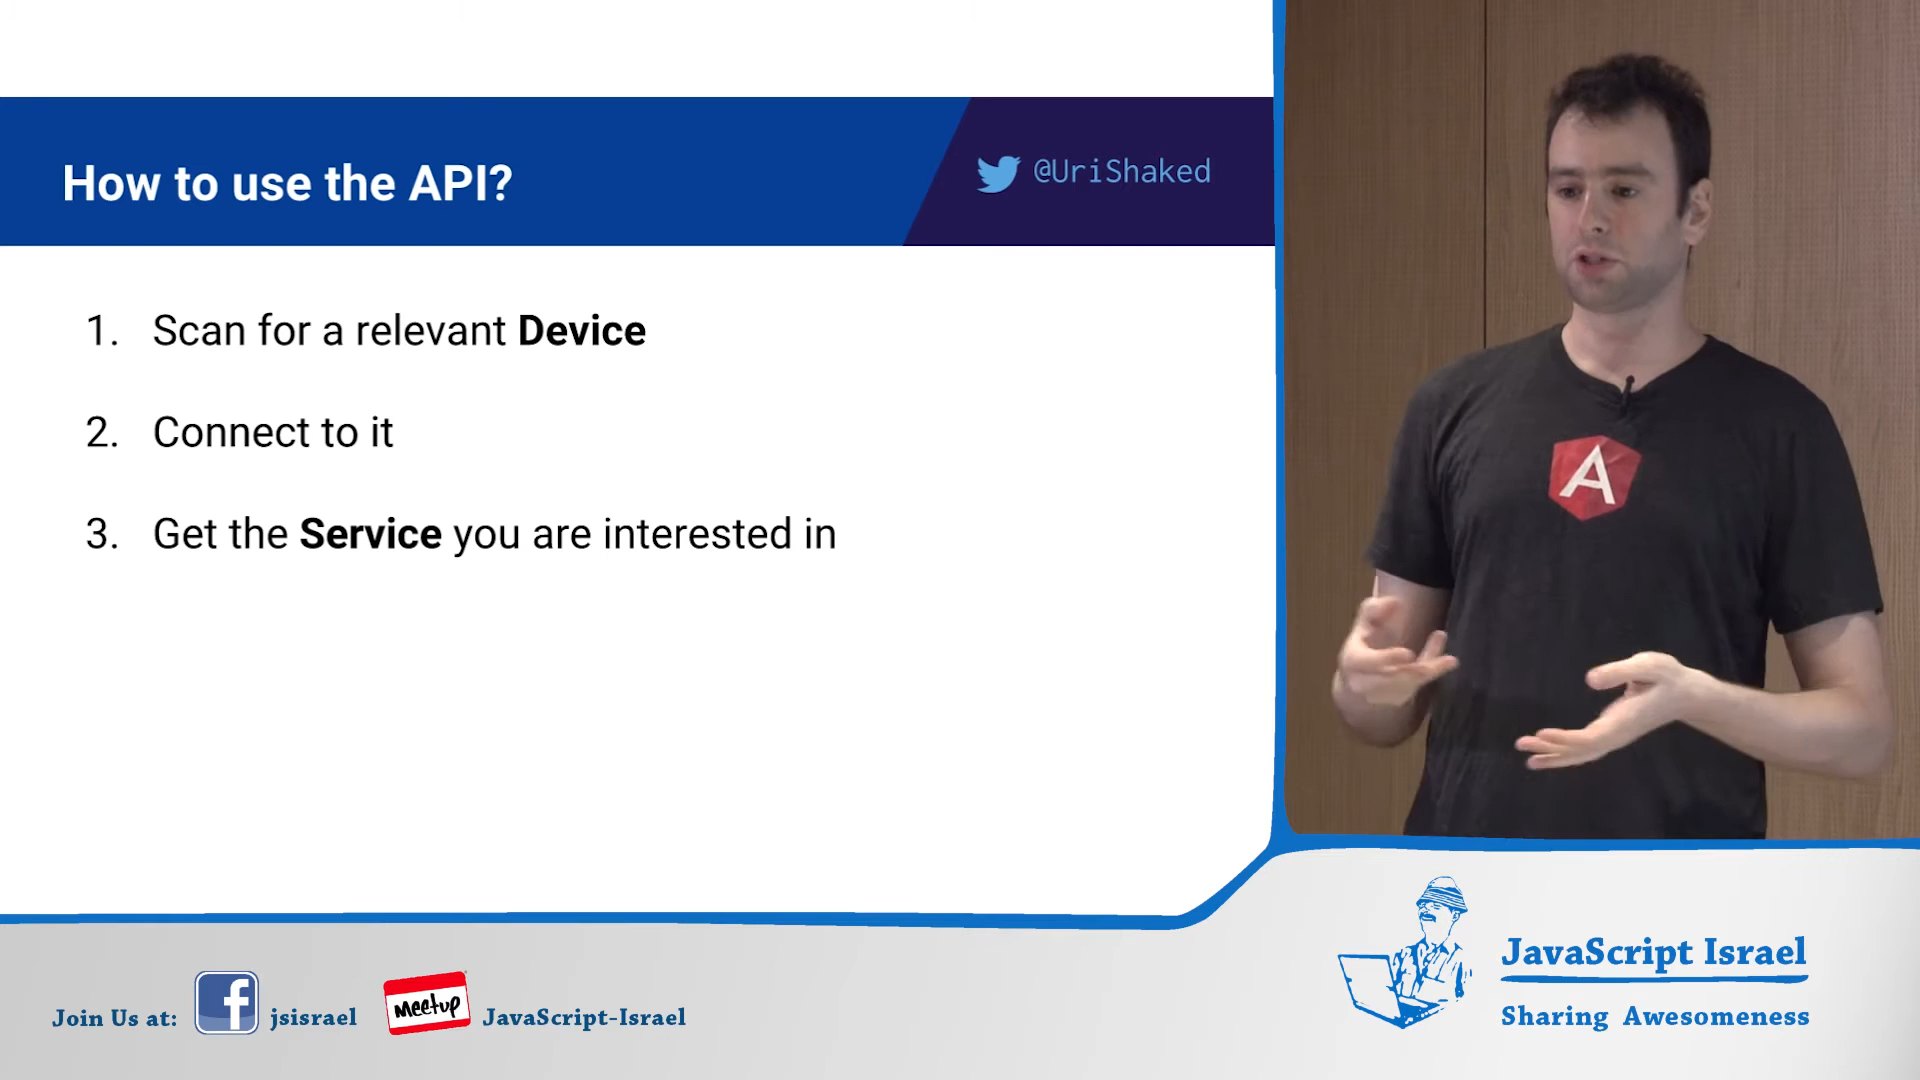 How to use the API?
@UriShaked
1. Scan for a relevant Device
2. Connect to it
3. Get the Service you are interested in
A
JavaScript Israel
Sharing Awesomeness
Join Us at:
f
jsisrael
meetup
JavaScript-Israel